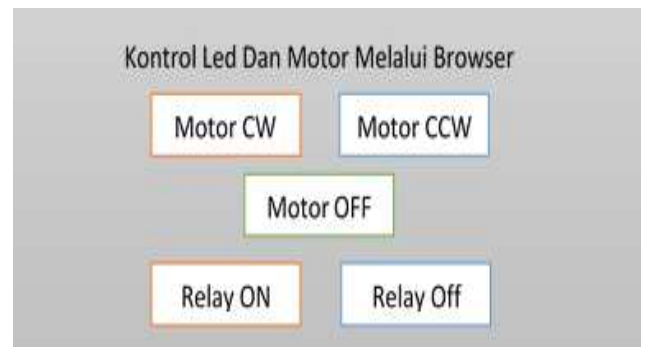 Kontrol Led Dan Motor Melalui Browser
Motor CW Motor CCW
Motor OFF
Relay ON Relay Off